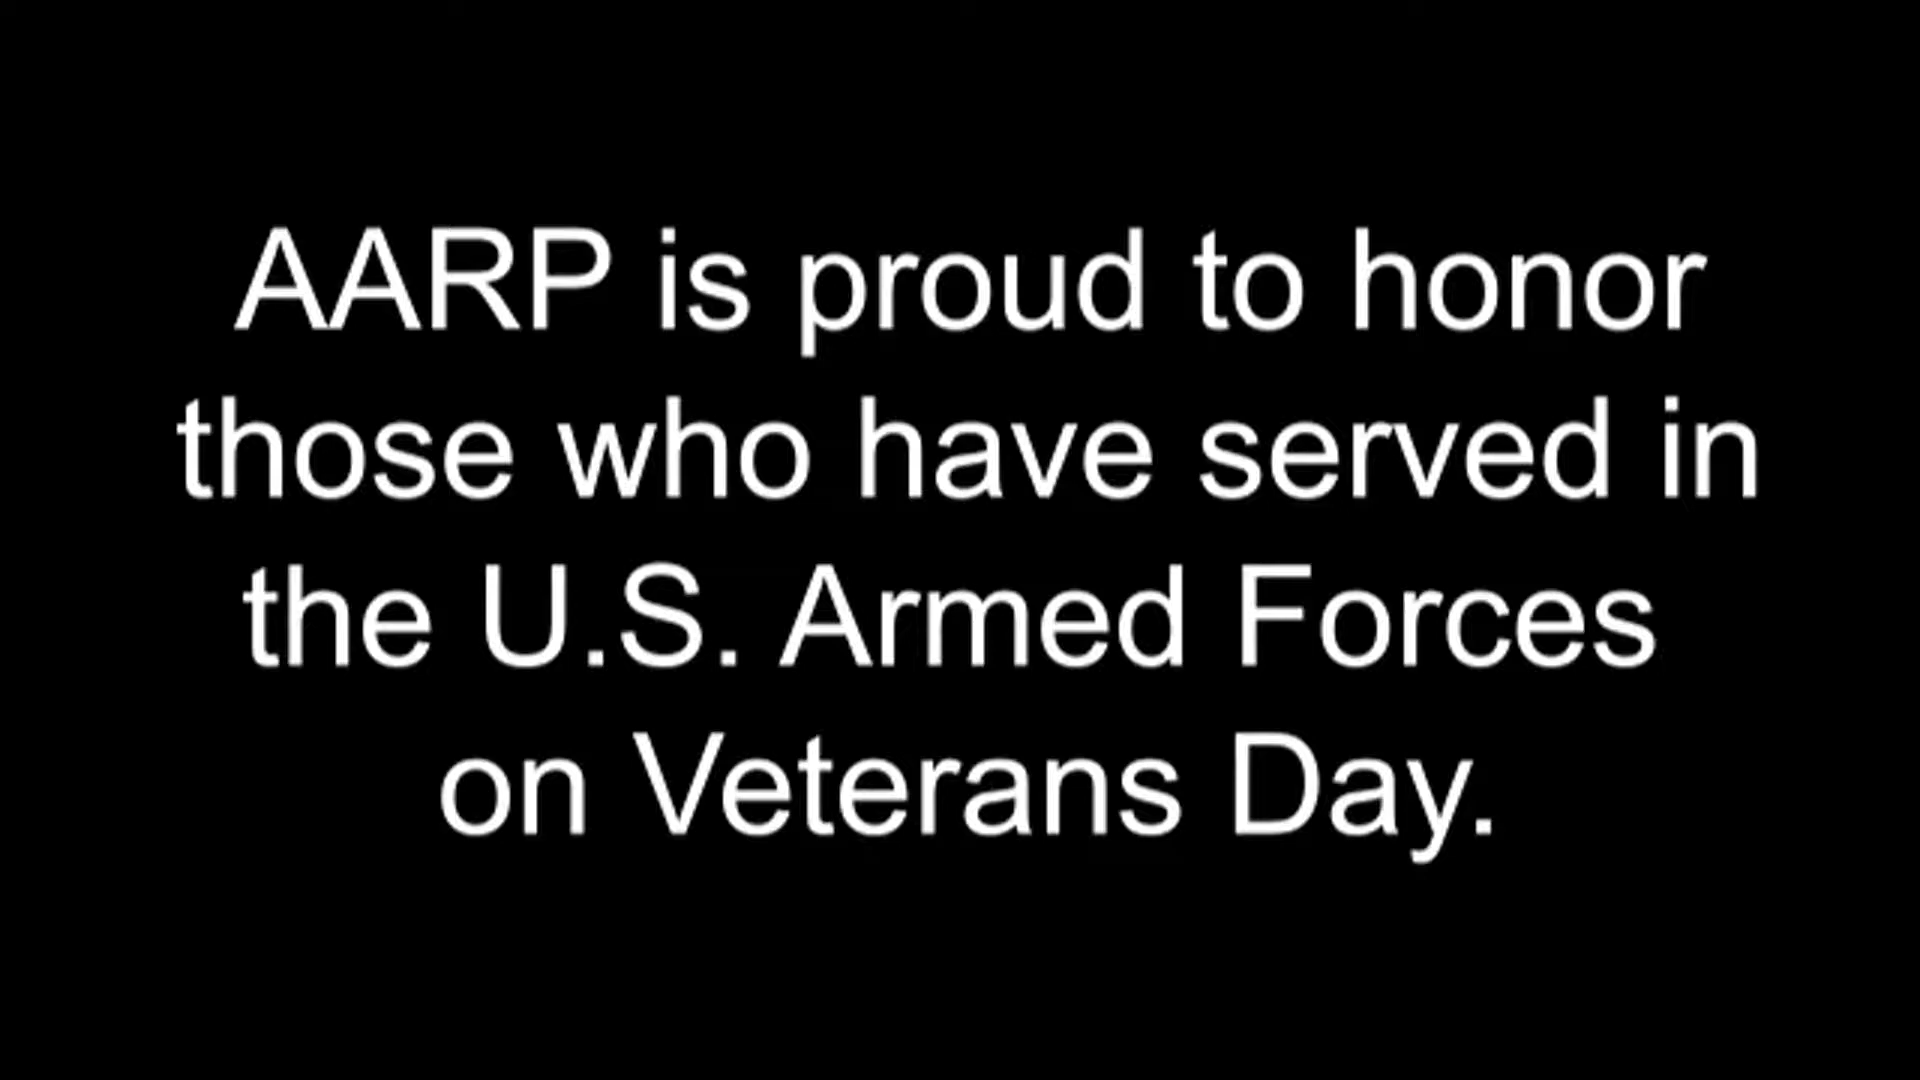 AARP is proud to honor
those who have served in
the U.S. Armed Forces
on Veterans Day.